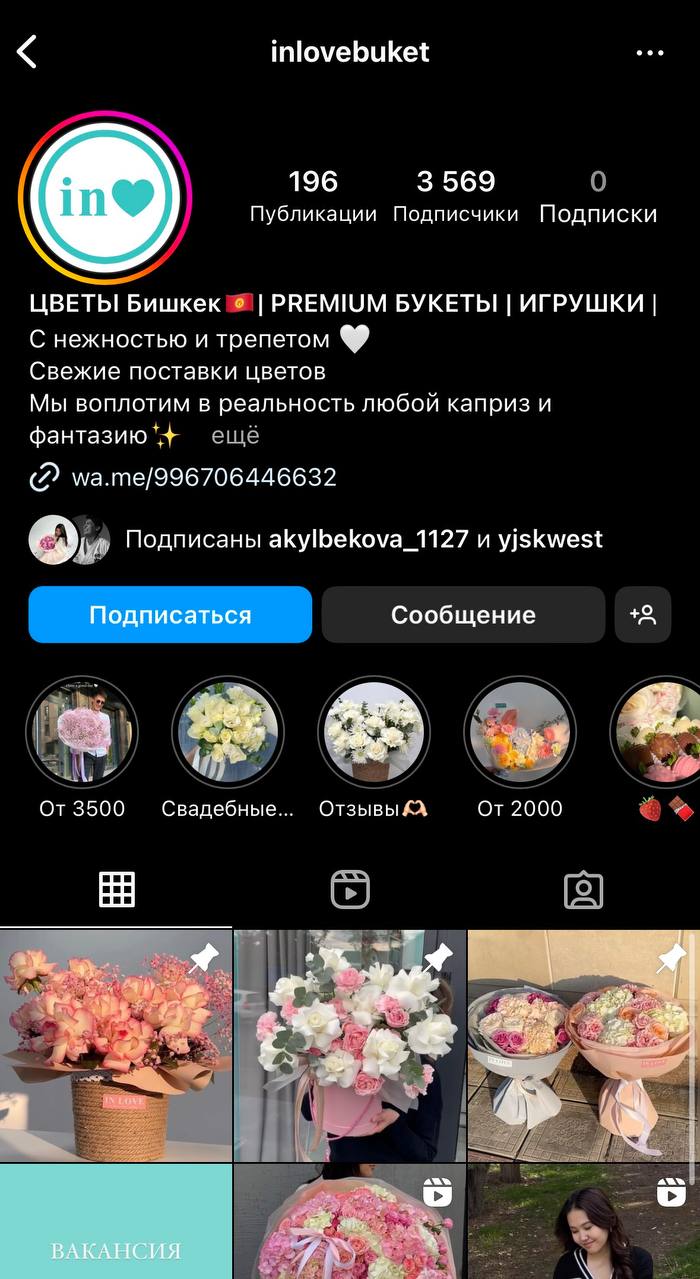 inlovebuket
in
196
3 569
0
Публикации
Подписчики
Подписки
ЦВЕТЫ Бишкек🇰🇬| PREMIUM БУКЕТЫ | ИГРУШКИ |
С нежностью и трепетом 🤍
Свежие поставки цветов
Мы воплотим в реальность любой каприз и
фантазию✨ ещё
wa.me/996706446632
Подписаны akylbekova_1127 и yjskwest
Подписаться
Сообщение
От 3500
Свадебные...
Отзывы🫶🏻
От 2000
🍓 🍫
IN LOVE
ВАКАНСИЯ